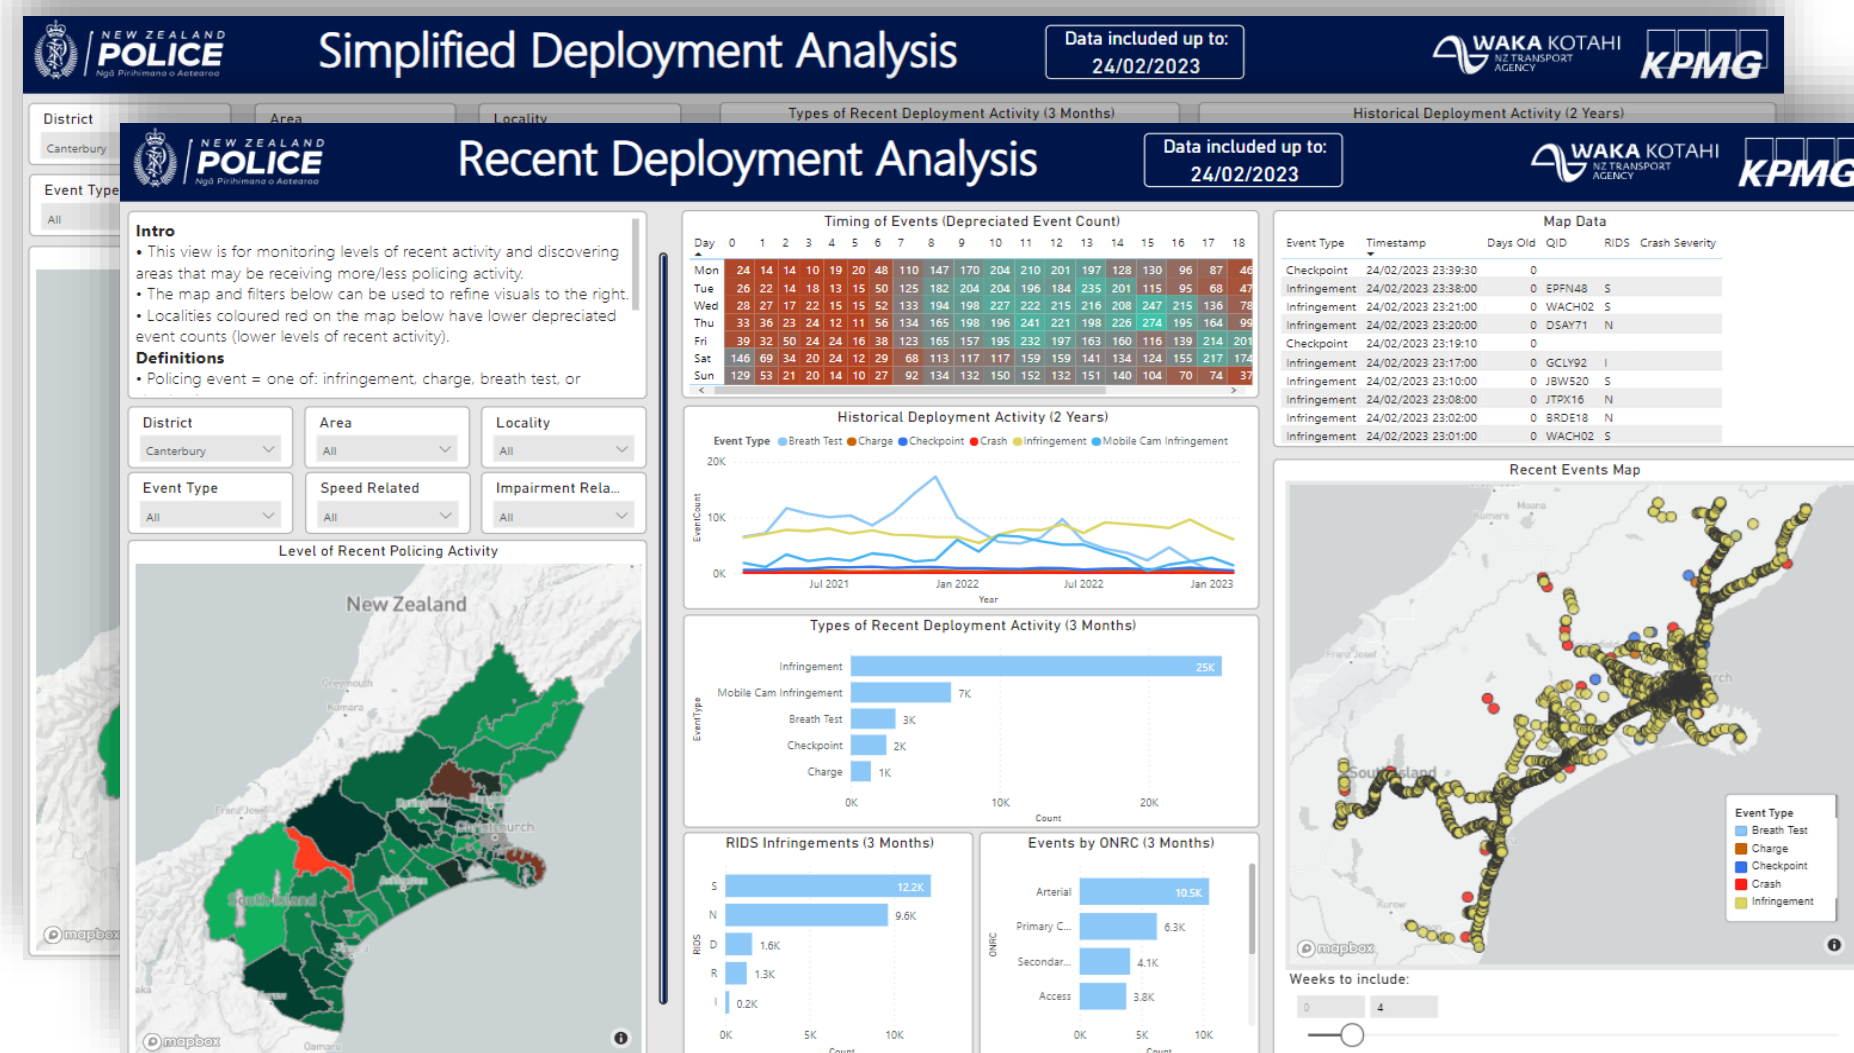 NEW ZEALAND
POLICE
Ngā Pirihimana o Aotearoa
Simplified Deployment Analysis
Data included up to:
24/02/2023
WAKA KOTAHI
NZ TRANSPORT
AGENCY
KPMG
District
Area
Locality
Types of Recent Deployment Activity (3 Months)
Historical Deployment Activity (2 Years)
Canterbury
Event Type
All
mapbox
NEW ZEALAND
POLICE
Ngā Pirihimana o Aotearoa
Recent Deployment Analysis
Data included up to:
24/02/2023
WAKA KOTAHI
NZ TRANSPORT
AGENCY
KPMG
Intro
• This view is for monitoring levels of recent activity and discovering
areas that may be receiving more/less policing activity.
• The map and filters below can be used to refine visuals to the right.
• Localities coloured red on the map below have lower depreciated
event counts (lower levels of recent activity).
Definitions
• Policing event = one of: infringement, charge, breath test, or
District
Canterbury
Area
All
Locality
All
Event Type
All
Speed Related
All
Impairment Rela...
All
Level of Recent Policing Activity
New Zealand
Greymouth
Kumara
Franz Josef
Springfield
Christchurch
Ashburton
South Island
Timaru
Kurow
aka
Oamaru
mapbox
Timing of Events (Depreciated Event Count)
Day 0 1 2 3 4 5 6 7 8 9 10 11 12 13 14 15 16 17 18
Mon 24 14 14 10 19 20 48 110 147 170 204 210 201 197 128 130 96 87 46
Tue 26 22 14 18 13 15 50 125 182 204 204 196 184 235 201 115 95 68 47
Wed 28 27 17 22 15 15 52 133 194 198 227 222 215 216 208 247 215 136 78
Thu 33 36 23 24 12 11 56 134 165 198 196 241 221 198 226 274 195 164 99
Fri 39 32 50 24 24 16 38 123 165 157 195 232 197 163 160 116 139 214 201
Sat 146 69 34 20 24 12 29 68 113 117 117 159 159 141 134 124 155 217 174
Sun 129 53 21 20 14 10 27 92 134 132 150 152 132 151 140 104 70 74 37
Historical Deployment Activity (2 Years)
Event Type Breath Test Charge Checkpoint Crash Infringement Mobile Cam Infringement
20K
10K
0K
EventCount
Jul 2021 Jan 2022 Jul 2022 Jan 2023
Year
Types of Recent Deployment Activity (3 Months)
EventType
Infringement 25K
Mobile Cam Infringement 7K
Breath Test 3K
Checkpoint 2K
Charge 1K
0K 10K 20K
Count
RIDS Infringements (3 Months)
RIDS
S 12.2K
N 9.6K
D 1.6K
R 1.3K
I 0.2K
0K 5K 10K
Count
Events by ONRC (3 Months)
ONRC
Arterial 10.5K
Primary C... 6.3K
Secondar... 4.1K
Access 3.8K
0K 5K 10K
Count
Map Data
Event Type Timestamp Days Old QID RIDS Crash Severity
Checkpoint 24/02/2023 23:39:30 0
Infringement 24/02/2023 23:38:00 0 EPFN48 S
Infringement 24/02/2023 23:21:00 0 WACH02 S
Infringement 24/02/2023 23:20:00 0 DSAY71 N
Checkpoint 24/02/2023 23:19:10 0
Infringement 24/02/2023 23:17:00 0 GCLY92 I
Infringement 24/02/2023 23:10:00 0 JBW520 S
Infringement 24/02/2023 23:08:00 0 JTPX16 N
Infringement 24/02/2023 23:02:00 0 BRDE18 N
Infringement 24/02/2023 23:01:00 0 WACH02 S
Recent Events Map
Moana
Kumara
Franz Josef
South Island
Kurow
Event Type
Breath Test
Charge
Checkpoint
Crash
Infringement
mapbox
Weeks to include:
0 4